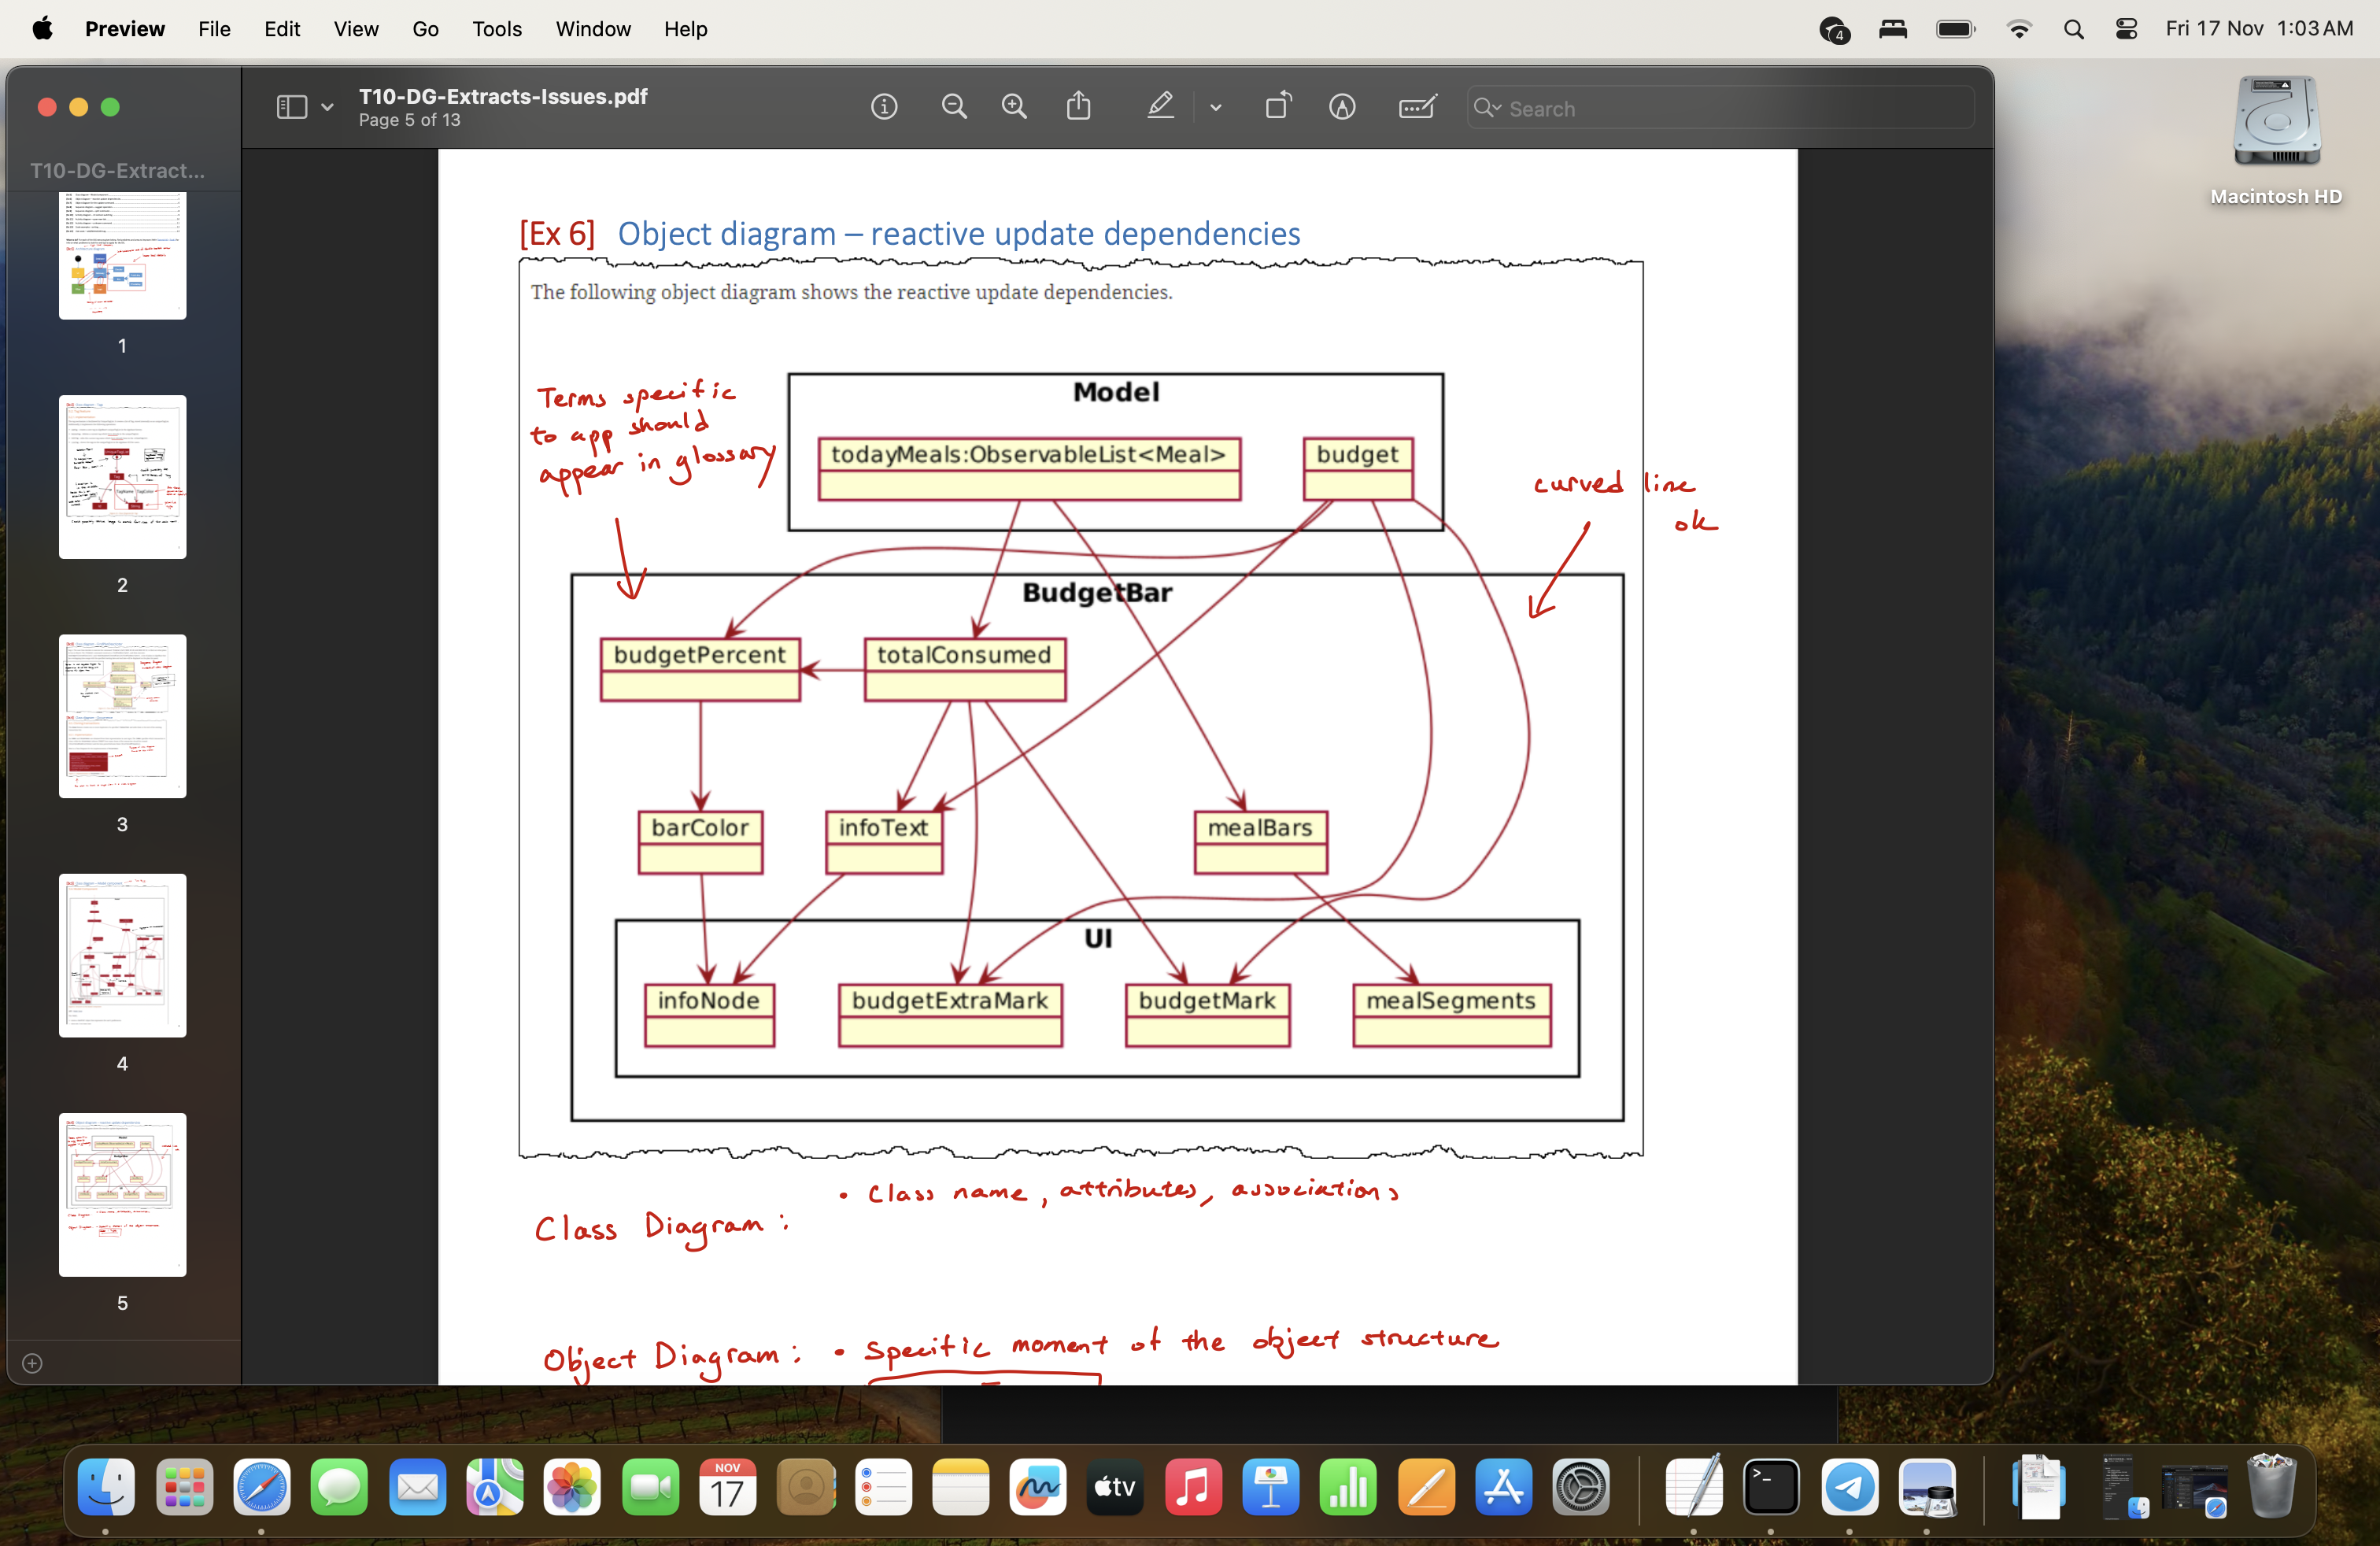 Preview File Edit View Go Tools Window Help
4
Fri 17 Nov 1:03 AM
T10-DG-Extracts-Issues.pdf
Page 5 of 13
Search
T10-DG-Extract...
1
2
3
4
5
Macintosh HD
[Ex 6] Object diagram – reactive update dependencies
The following object diagram shows the reactive update dependencies.
Terms specific
to app should
appear in glossary
Model
todayMeals:ObservableList<Meal>
budget
curved line
ok
BudgetBar
budgetPercent
totalConsumed
barColor
infoText
mealBars
UI
infoNode
budgetExtraMark
budgetMark
mealSegments
• Class name, attributes, associations
Class Diagram :
Object Diagram : • Specific moment of the object structure
NOV
17
tv
>_